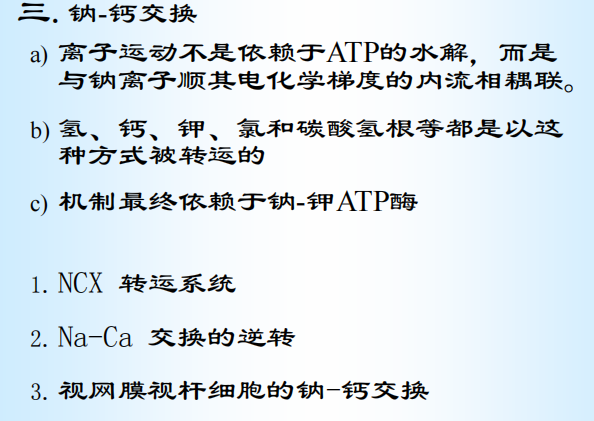 三. 钠-钙交换
a) 离子运动不是依赖于ATP的水解，而是
与钠离子顺其电化学梯度的内流相耦联。
b) 氢、钙、钾、氯和碳酸氢根等都是以这
种方式被转运的
c) 机制最终依赖于钠-钾ATP酶
1. NCX 转运系统
2. Na-Ca 交换的逆转
3. 视网膜视杆细胞的钠-钙交换